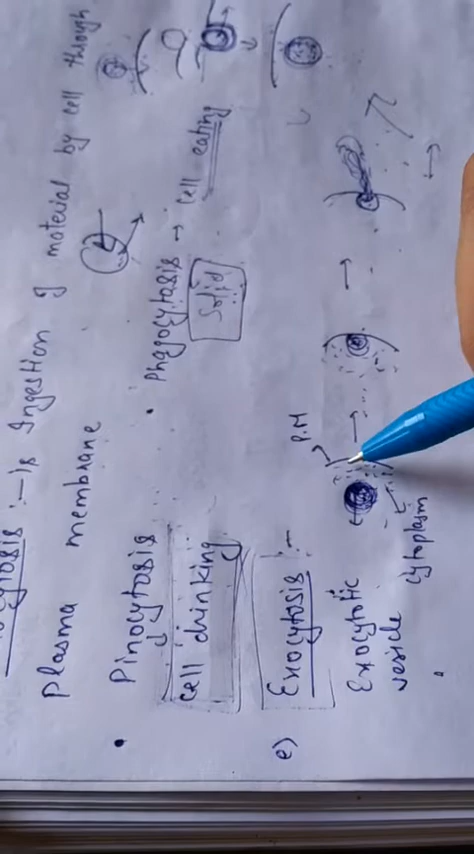 ocytosis :- is Ingestion of material by cell through
plasma membrane
• Pinocytosis
cell drinking
• Phagocytosis → cell eating
Solid
e) Exocytosis :-
P.M
Exocytotic
vesicle
cytoplasm